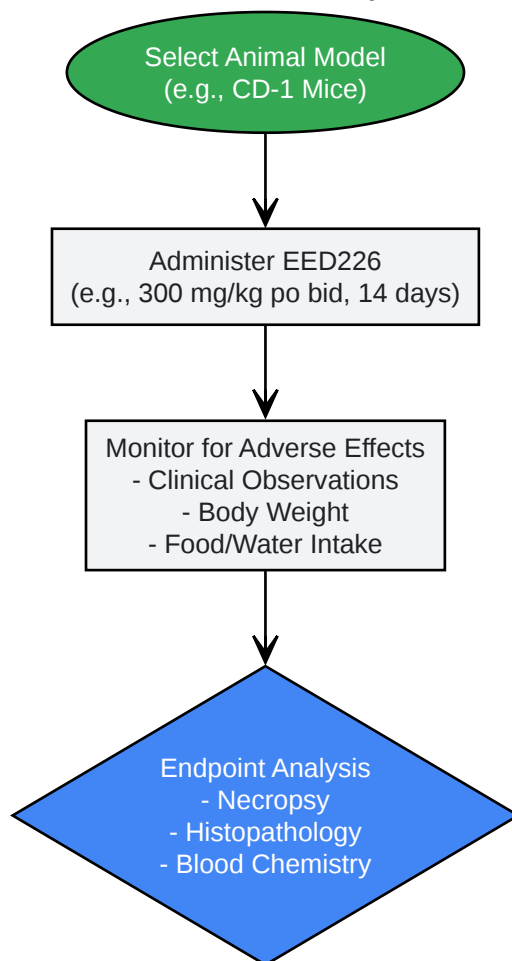 Select Animal Model
(e.g., CD-1 Mice)
Administer EED226
(e.g., 300 mg/kg po bid, 14 days)
Monitor for Adverse Effects
- Clinical Observations
- Body Weight
- Food/Water Intake
Endpoint Analysis
- Necropsy
- Histopathology
- Blood Chemistry